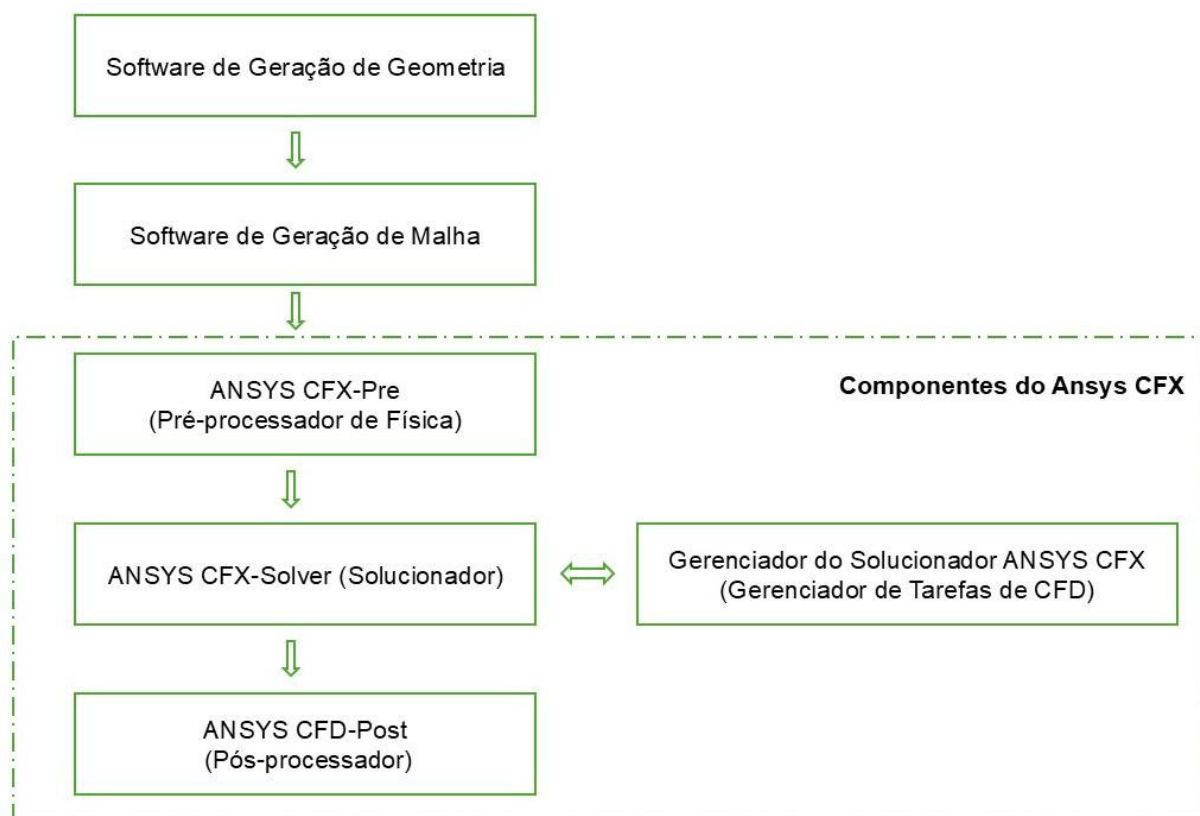 Software de Geração de Geometria
Software de Geração de Malha
ANSYS CFX-Pre
(Pré-processador de Física)
Componentes do Ansys CFX
ANSYS CFX-Solver (Solucionador)
Gerenciador do Solucionador ANSYS CFX
(Gerenciador de Tarefas de CFD)
ANSYS CFD-Post
(Pós-processador)